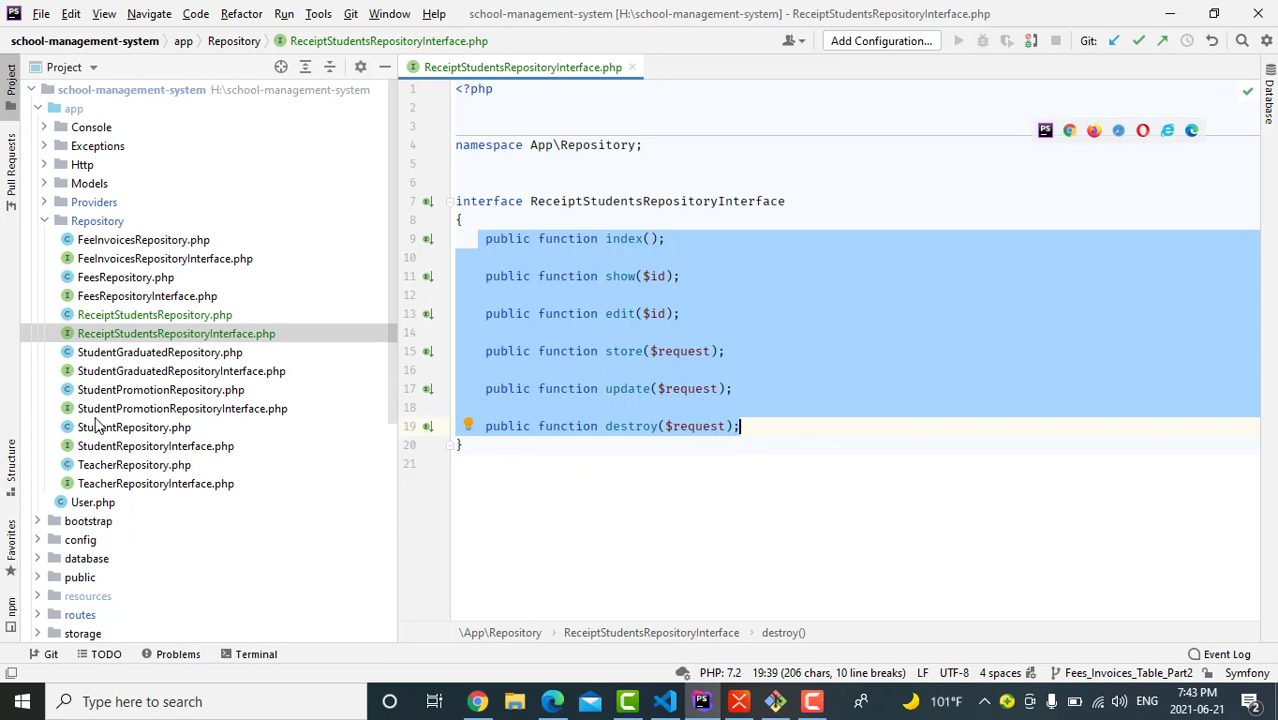 PS File Edit View Navigate Code Refactor Run Tools Git Window Help school-management-system [H:\school-management-system] - ReceiptStudentsRepositoryInterface.php
school-management-system app Repository ReceiptStudentsRepositoryInterface.php Add Configuration... Git:
Project ReceiptStudentsRepositoryInterface.php
school-management-system H:\school-management-system
app
Console
Exceptions
Http
Models
Providers
Repository
FeeInvoicesRepository.php
FeeInvoicesRepositoryInterface.php
FeesRepository.php
FeesRepositoryInterface.php
ReceiptStudentsRepository.php
ReceiptStudentsRepositoryInterface.php
StudentGraduatedRepository.php
StudentGraduatedRepositoryInterface.php
StudentPromotionRepository.php
StudentPromotionRepositoryInterface.php
StudentRepository.php
StudentRepositoryInterface.php
TeacherRepository.php
TeacherRepositoryInterface.php
User.php
bootstrap
config
database
public
resources
routes
storage
1 <?php
2
3
4 namespace App\Repository;
5
6
7 interface ReceiptStudentsRepositoryInterface
8 {
9 public function index();
10
11 public function show($id);
12
13 public function edit($id);
14
15 public function store($request);
16
17 public function update($request);
18
19 public function destroy($request);
20 }
21
PS
Project
Pull Requests
Structure
Favorites
npm
Database
\App\Repository ReceiptStudentsRepositoryInterface destroy()
Git TODO Problems Terminal Event Log
PHP: 7.2 19:39 (206 chars, 10 line breaks) LF UTF-8 4 spaces Fees_Invoices_Table_Part2 Symfony
Type here to search PS 101°F ENG 7:43 PM
2021-06-21 2